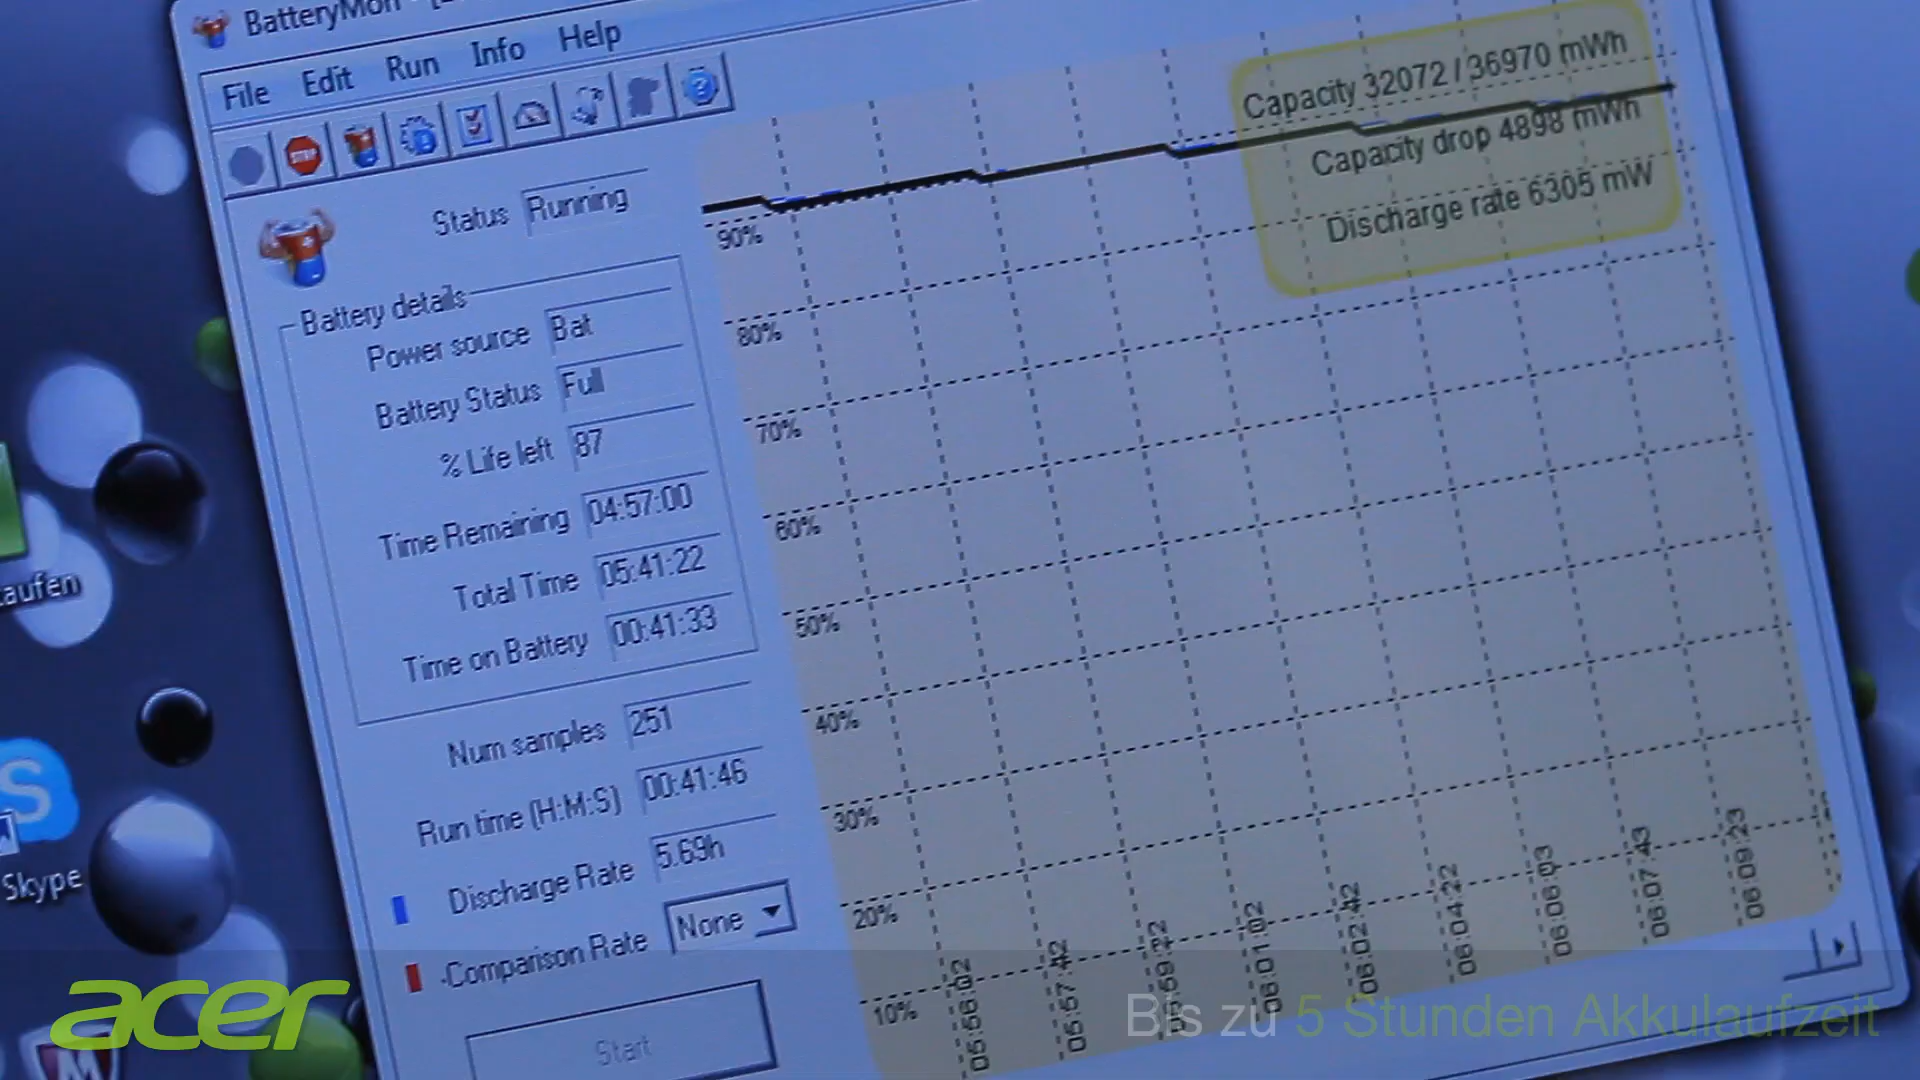 BatteryMon
File Edit Run Info Help
STOP
Status Running
Battery details
Power source Bat
Battery Status Full
% Life left 87
Time Remaining 04:57:00
Total Time 05:41:22
Time on Battery 00:41:33
Num samples 251
Run time (H:M:S) 00:41:46
Discharge Rate 5.69h
-Comparison Rate None
Start
Capacity 32072 / 36970 mWh
Capacity drop 4898 mWh
Discharge rate 6305 mW
90%
80%
70%
60%
50%
40%
30%
20%
10%
05:56:02
05:57:42
05:59:22
06:01:02
06:02:42
06:04:22
06:06:03
06:07:43
06:09:23
aufen
S
Skype
M
acer
Bis zu 5 Stunden Akkulaufzeit